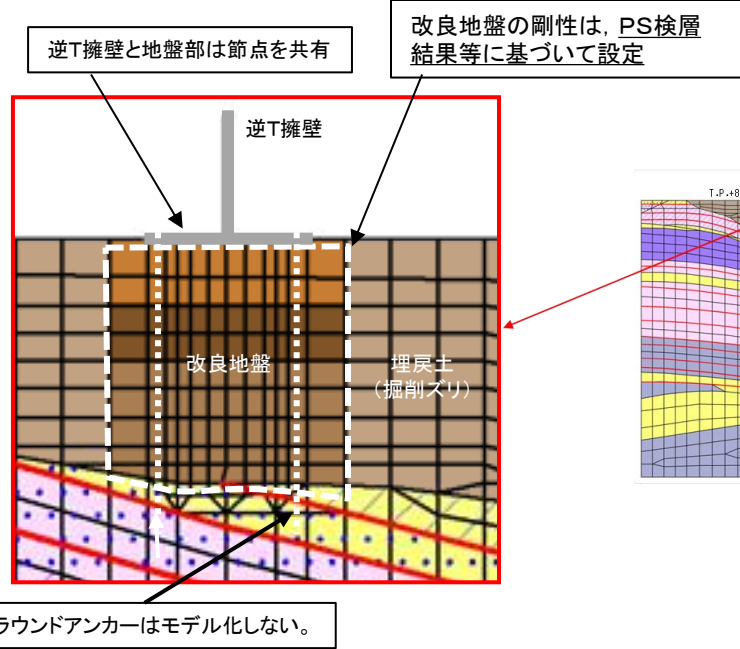 逆T擁壁と地盤部は節点を共有
改良地盤の剛性は，PS検層
結果等に基づいて設定
逆T擁壁
T.P.+8
改良地盤
埋戻土
（掘削ズリ）
ラウンドアンカーはモデル化しない。